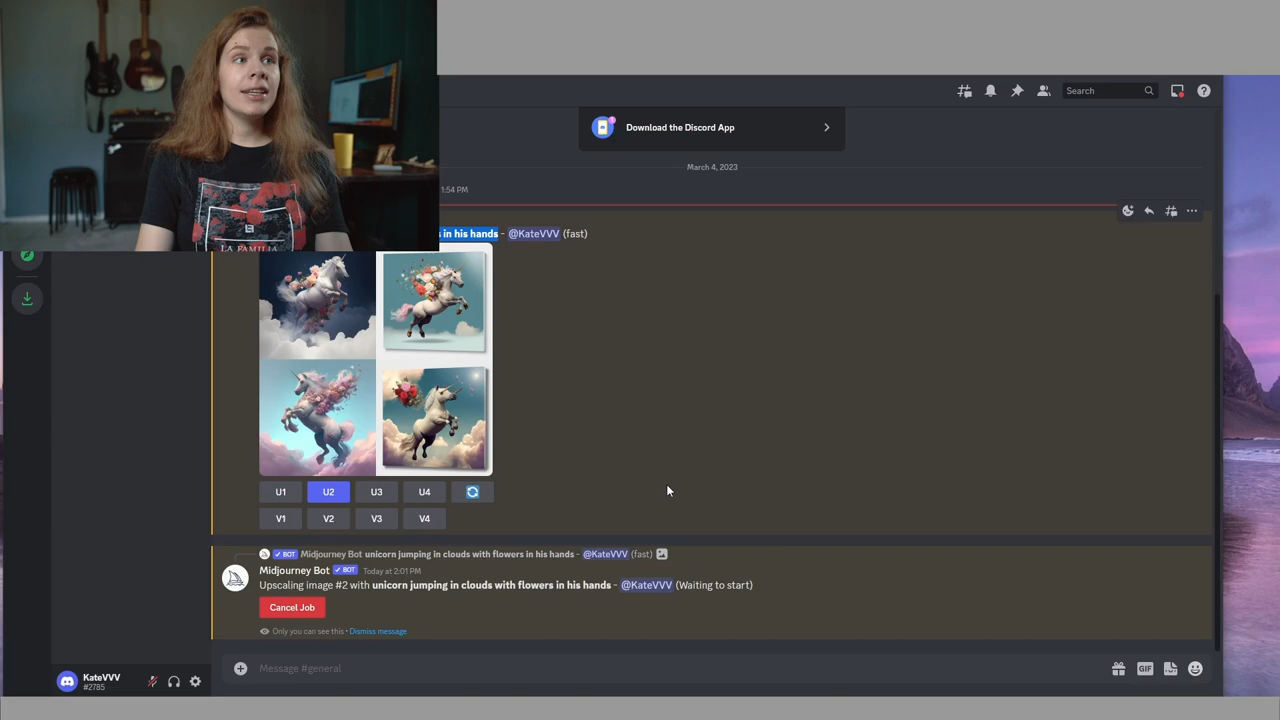 LA FAMILIA
Search
Download the Discord App
March 4, 2023
1:54 PM
s in his hands - @KateVVV (fast)
U1 U2 U3 U4
V1 V2 V3 V4
BOT Midjourney Bot unicorn jumping in clouds with flowers in his hands - @KateVVV (fast)
Midjourney Bot BOT Today at 2:01 PM
Upscaling image #2 with unicorn jumping in clouds with flowers in his hands - @KateVVV (Waiting to start)
Cancel Job
Only you can see this • Dismiss message
Message #general
GIF
KateVVV
#2785